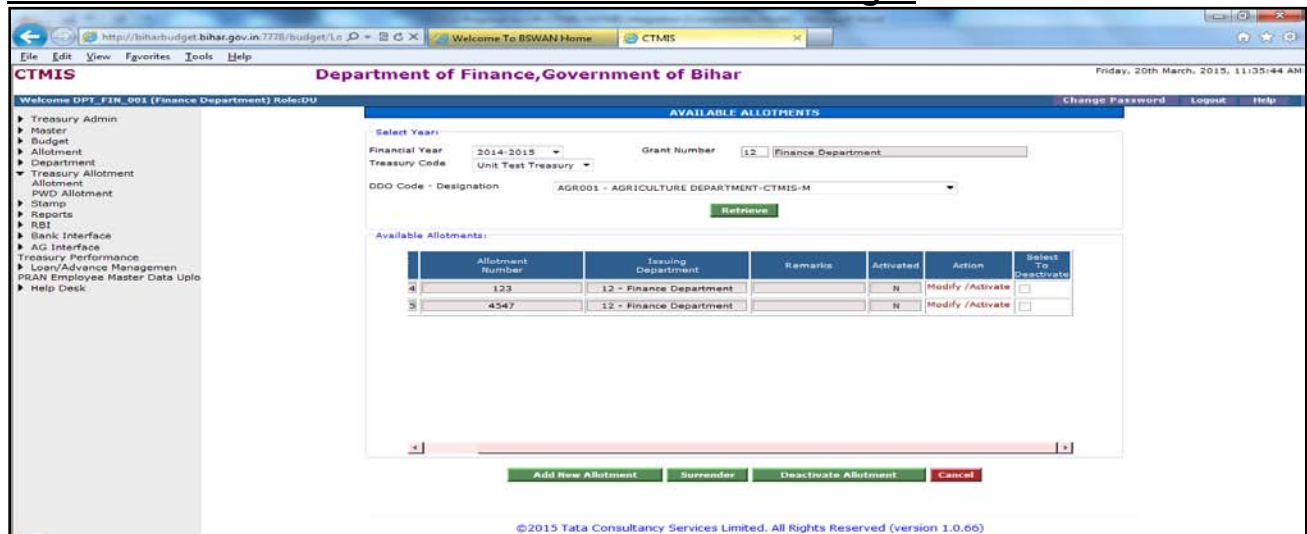 http://biharbudget.bihar.gov.in:7778/budget/Lo
Welcome To BSWAN Home
CTMIS
File Edit View Favorites Tools Help
CTMIS
Department of Finance,Government of Bihar
Friday, 20th March, 2015, 11:35:44 AM
Welcome DPT_FIN_001 (Finance Department) Role:DU
Change Password Logout Help
Treasury Admin
Master
Budget
Allotment
Department
Treasury Allotment
Allotment
PWD Allotment
Stamp
Reports
RBI
Bank Interface
AG Interface
Treasury Performance
Loan/Advance Managemen
PRAN Employee Master Data Uplo
Help Desk
AVAILABLE ALLOTMENTS
Select Year:
Financial Year 2014-2015 Grant Number 12 Finance Department
Treasury Code Unit Test Treasury
DDO Code - Designation AGR001 - AGRICULTURE DEPARTMENT-CTMIS-M
Retrieve
Available Allotments:
Allotment Number Issuing Department Remarks Activated Action Select To Deactivate
4 123 12 - Finance Department N Modify /Activate
5 4547 12 - Finance Department N Modify /Activate
Add New Allotment Surrender Deactivate Allotment Cancel
©2015 Tata Consultancy Services Limited. All Rights Reserved (version 1.0.66)